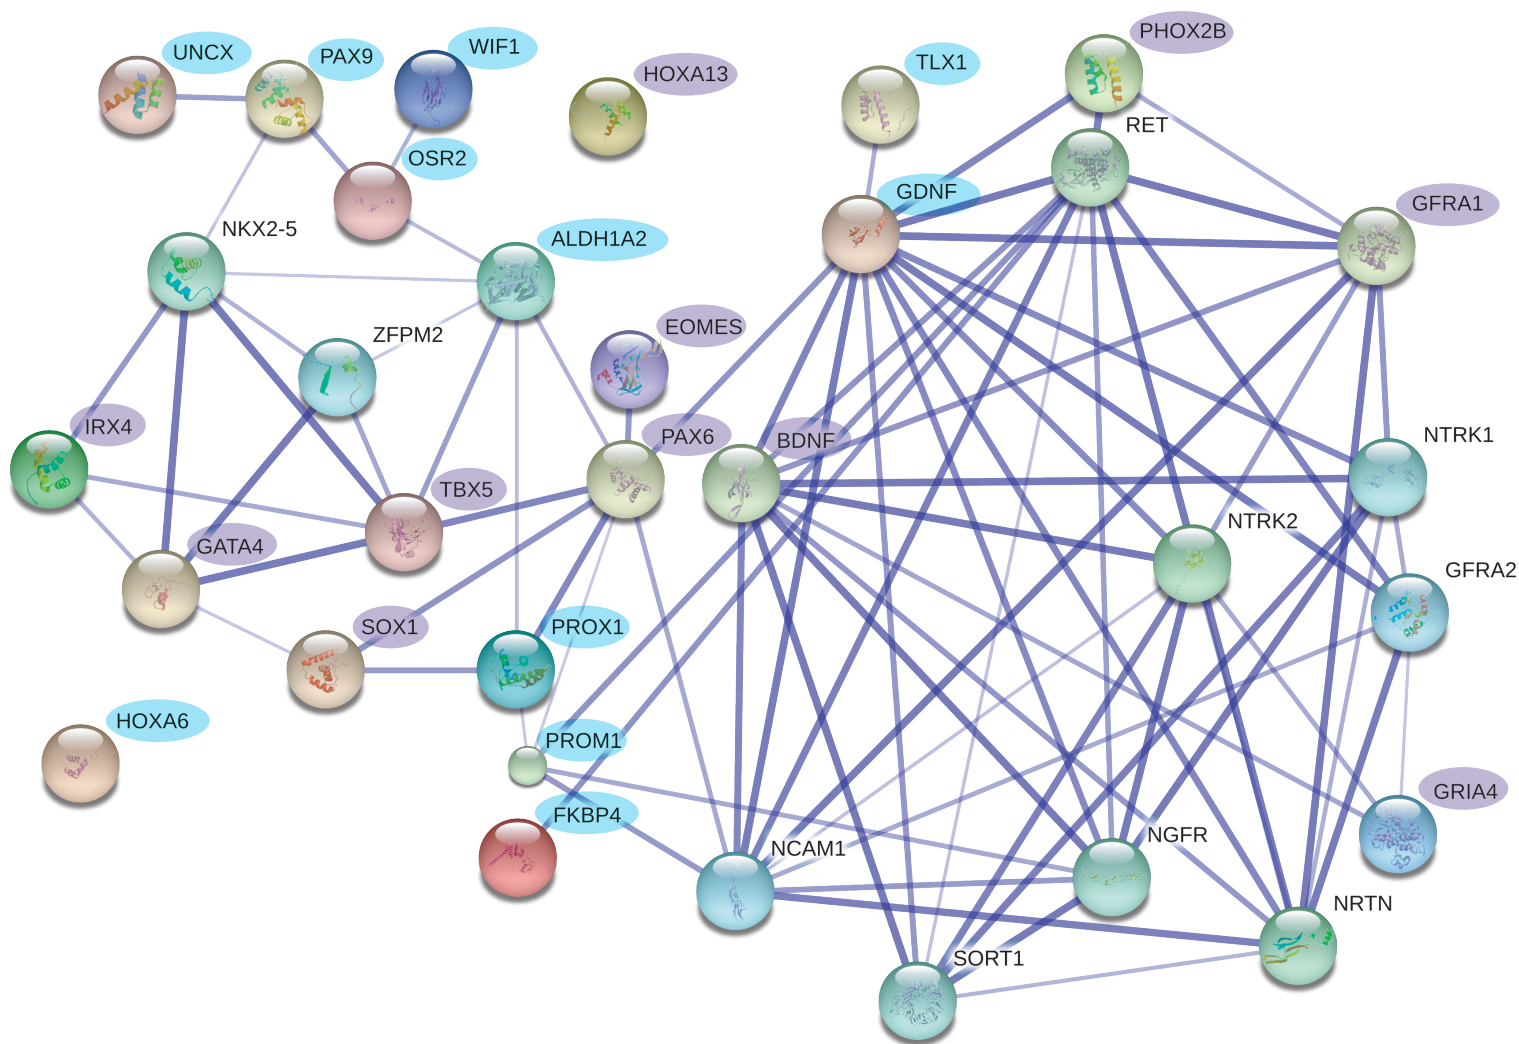 PHOX2B
UNCX
PAX9
WIF1
TLX1
HOXA13
RET
OSR2
GDNF
GFRA1
NKX2-5
ALDH1A2
EOMES
ZFPM2
IRX4
PAX6
BDNF
NTRK1
TBX5
NTRK2
GATA4
GFRA2
SOX1
PROX1
HOXA6
PROM1
GRIA4
FKBP4
NGFR
NCAM1
NRTN
SORT1